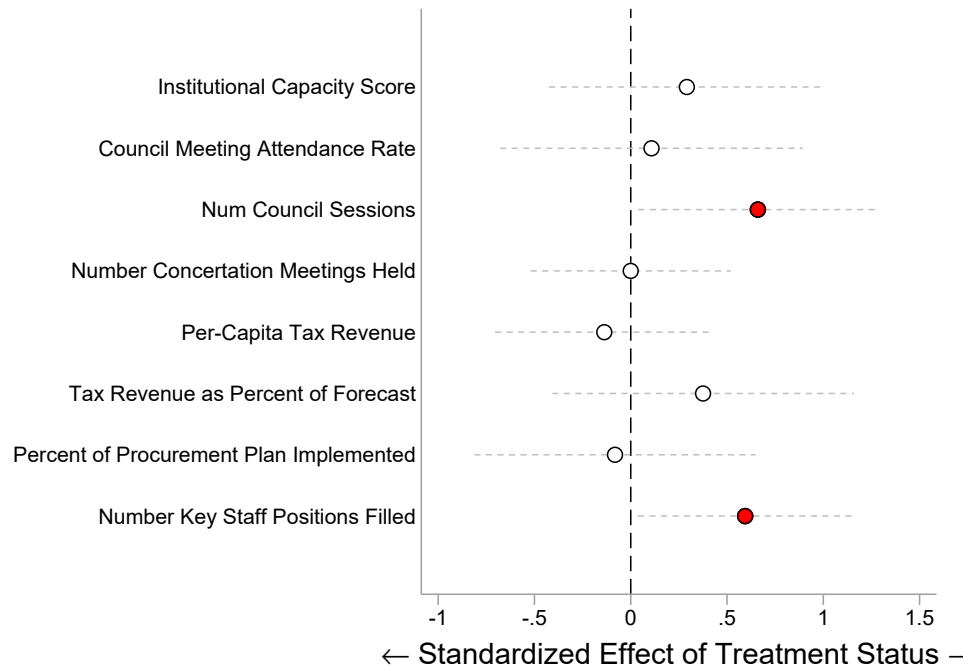 Institutional Capacity Score
Council Meeting Attendance Rate
Num Council Sessions
Number Concertation Meetings Held
Per-Capita Tax Revenue
Tax Revenue as Percent of Forecast
Percent of Procurement Plan Implemented
Number Key Staff Positions Filled
-1 -.5 0 .5 1 1.5
← Standardized Effect of Treatment Status –